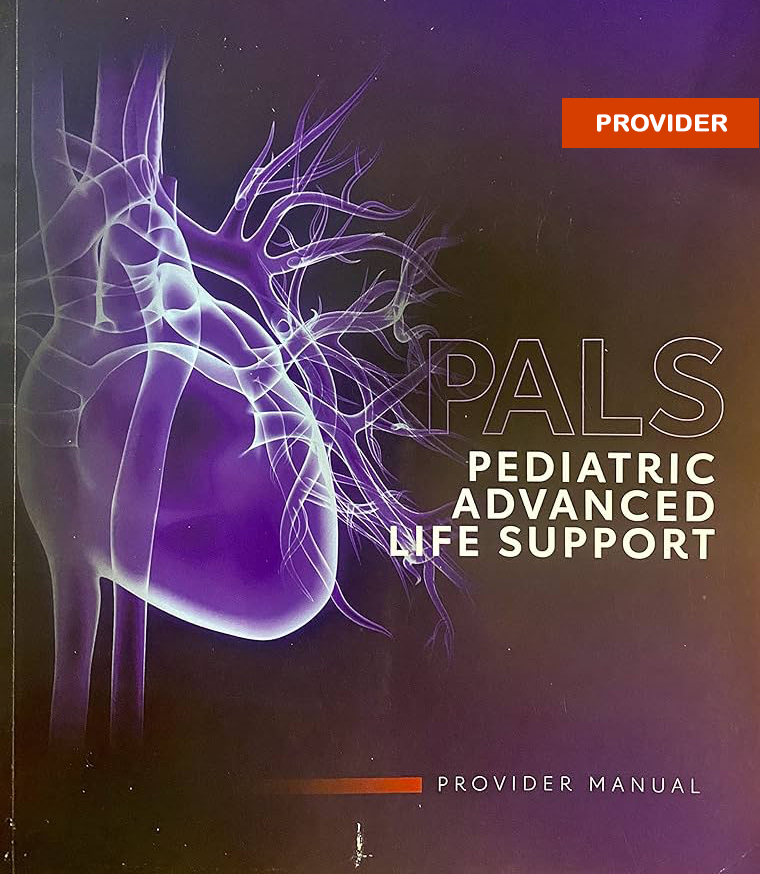 PROVIDER
PALS
PEDIATRIC
ADVANCED
LIFE SUPPORT
PROVIDER MANUAL